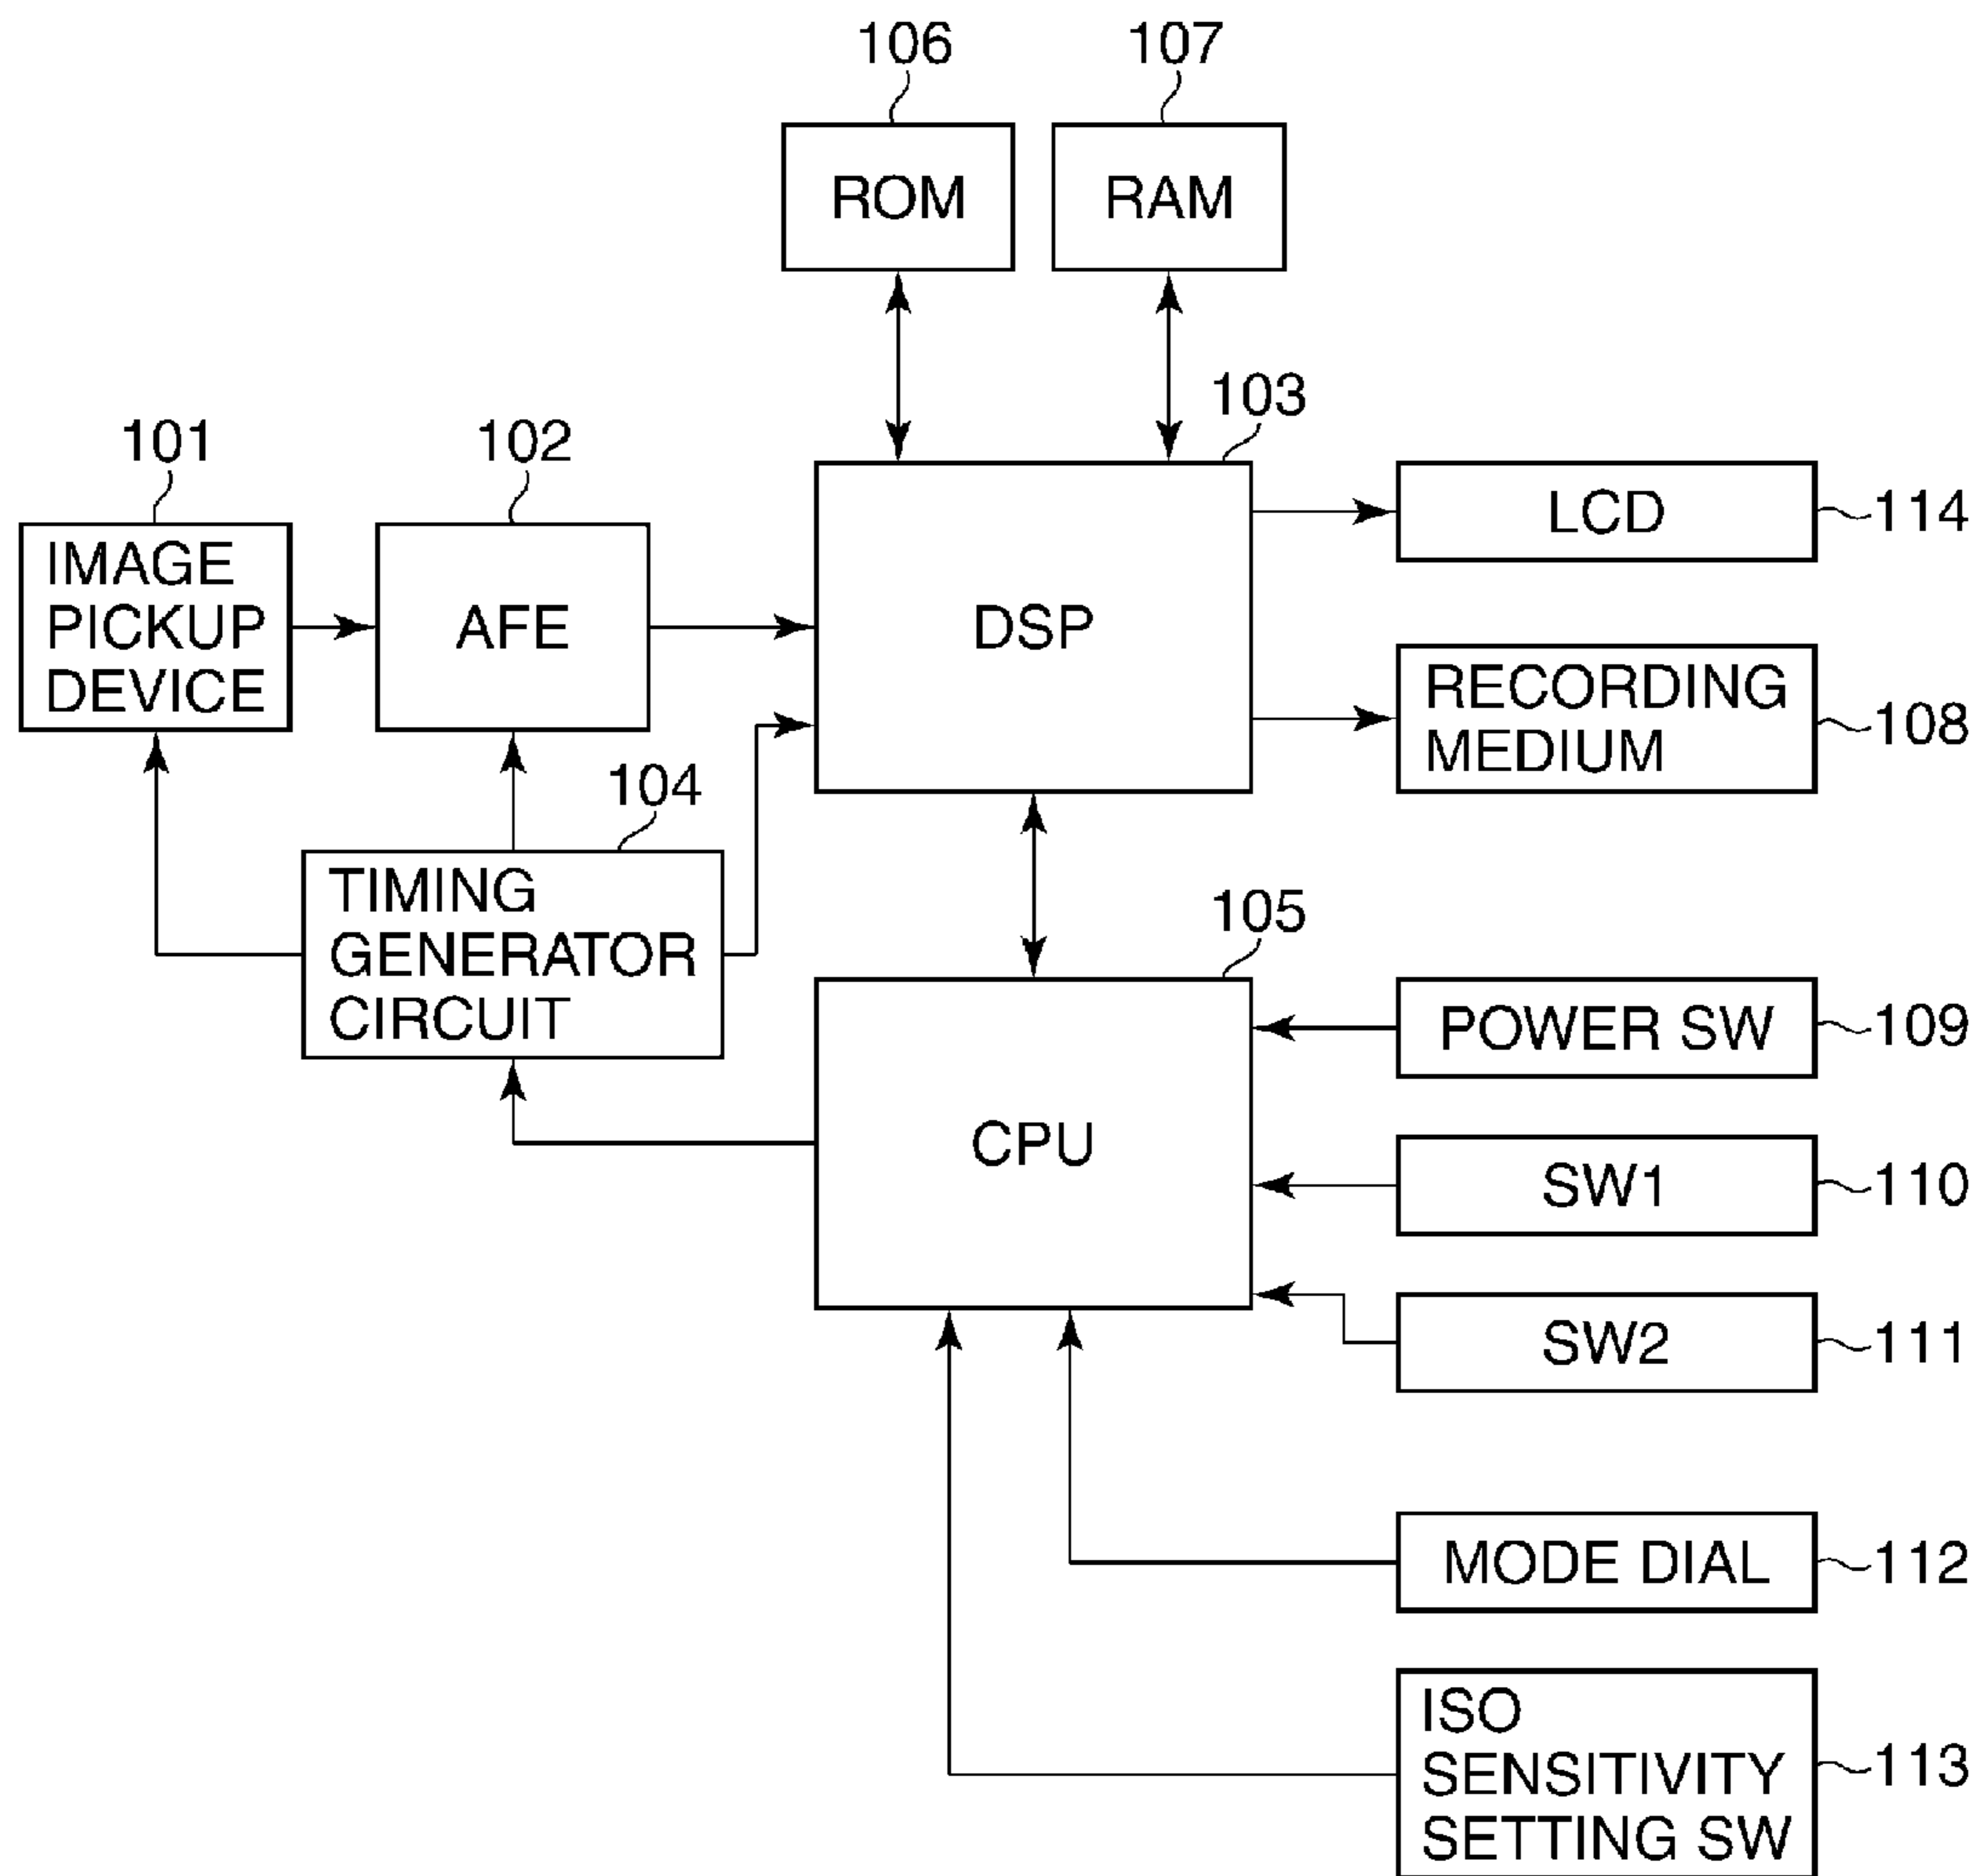 106
107
ROM
RAM
103
101
102
LCD
114
IMAGE
PICKUP
DEVICE
AFE
DSP
RECORDING
MEDIUM
108
104
TIMING
GENERATOR
CIRCUIT
105
POWER SW
109
CPU
SW1
110
SW2
111
MODE DIAL
112
ISO
SENSITIVITY
SETTING SW
113